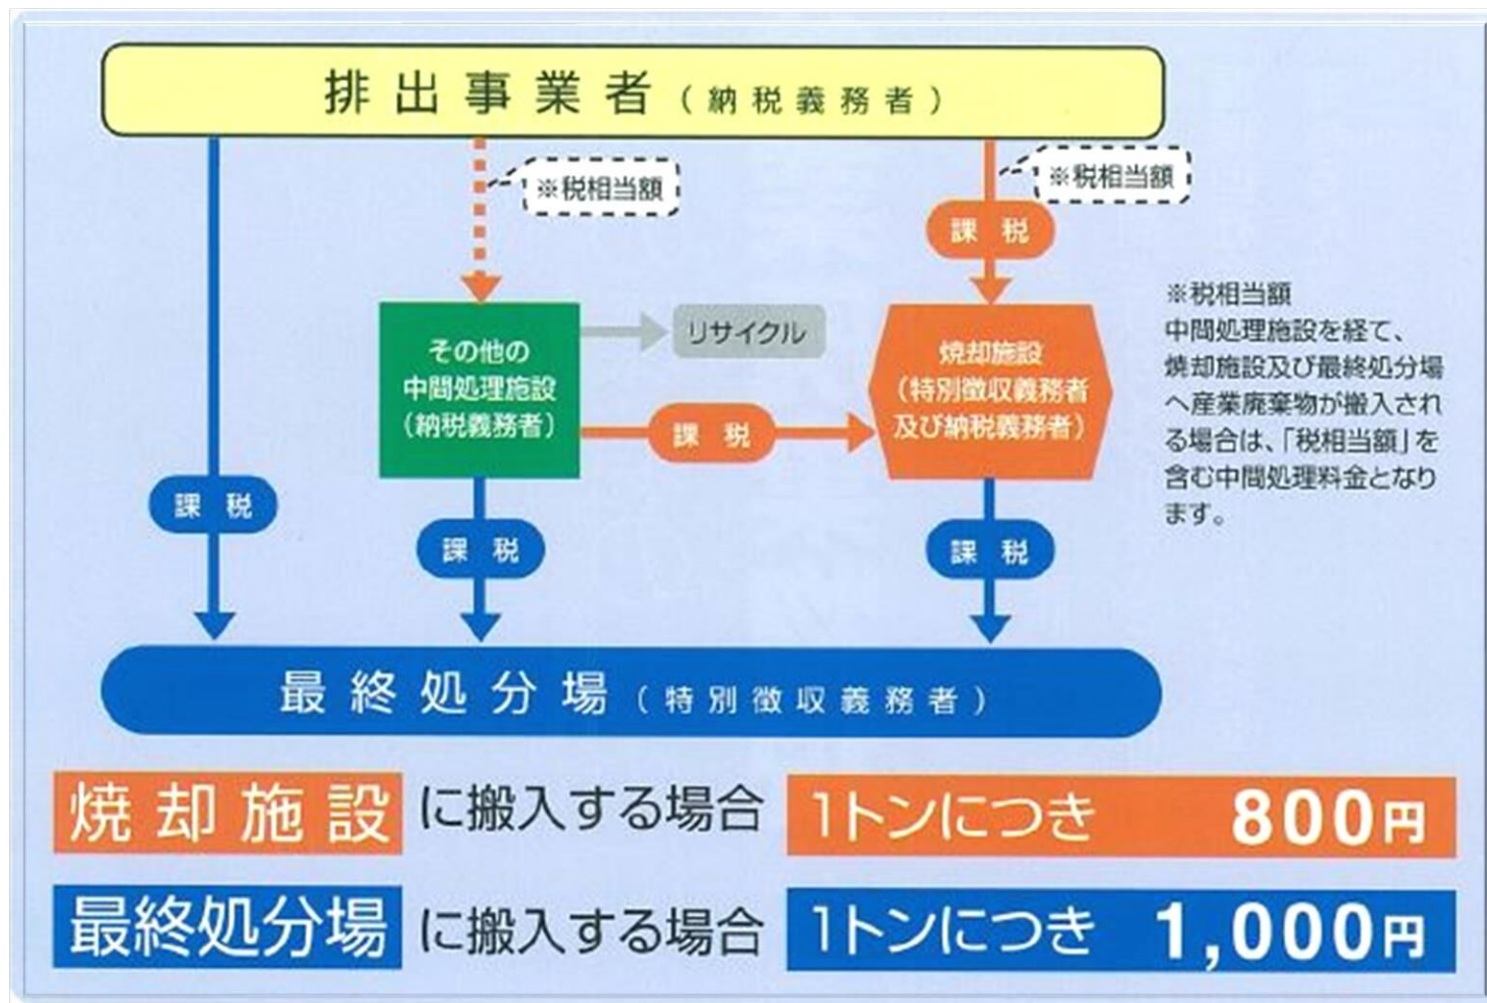 排出事業者(納税義務者)
※税相当額
※税相当額
課税
その他の
中間処理施設
(納税義務者)
リサイクル
焼却施設
(特別徴収義務者
及び納税義務者)
課税
※税相当額
中間処理施設を経て、
焼却施設及び最終処分場
へ産業廃棄物が搬入され
る場合は、「税相当額」を
含む中間処理料金となり
ます。
課税
課税
課税
最終処分場(特別徴収義務者)
焼却施設 に搬入する場合 1トンにつき 800円
最終処分場 に搬入する場合 1トンにつき 1,000円